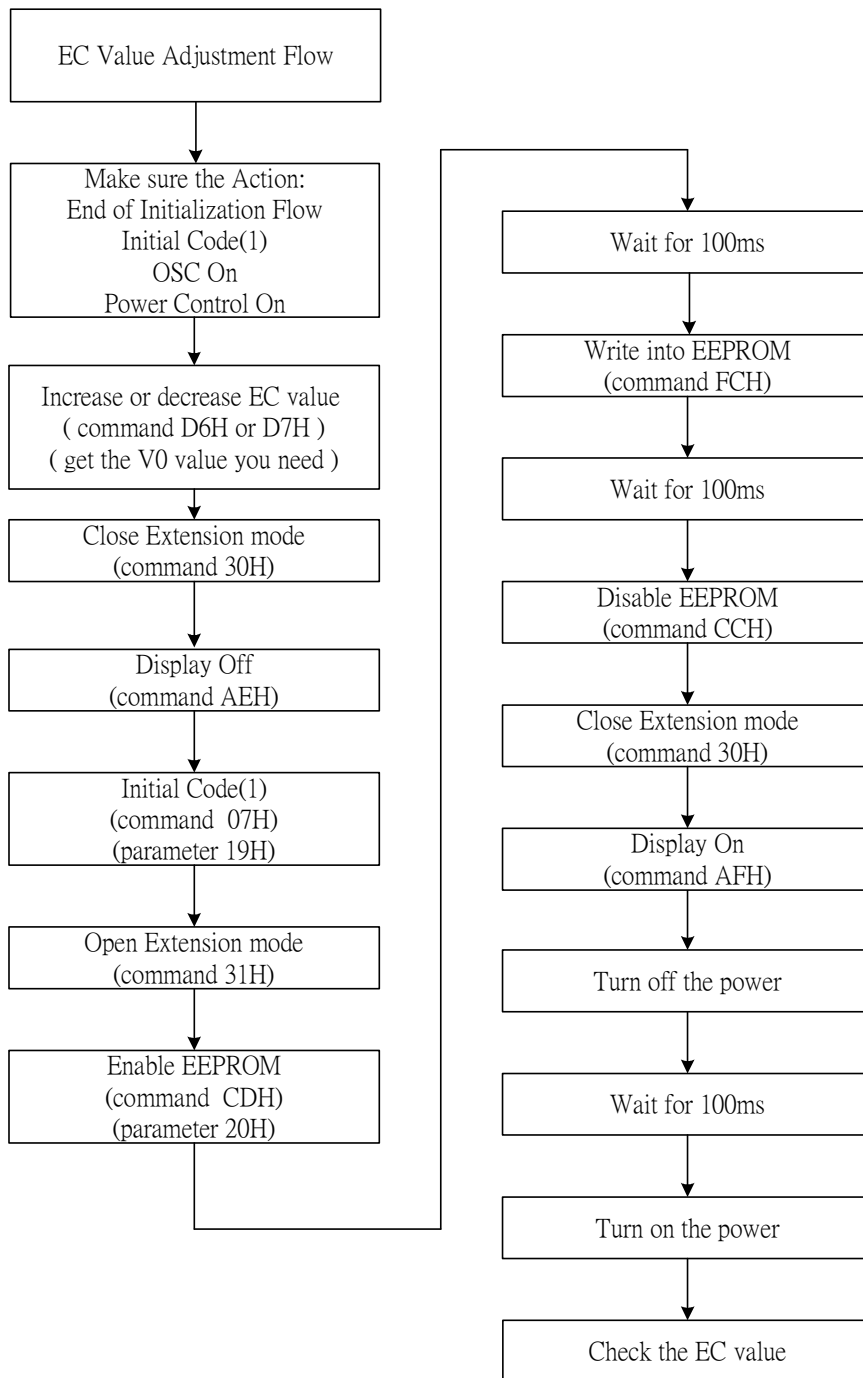 EC Value Adjustment Flow
Make sure the Action:
End of Initialization Flow
Initial Code(1)
OSC On
Power Control On
Increase or decrease EC value
( command D6H or D7H )
( get the V0 value you need )
Close Extension mode
(command 30H)
Display Off
(command AEH)
Initial Code(1)
(command  07H)
(parameter 19H)
Open Extension mode
(command 31H)
Enable EEPROM
(command  CDH)
(parameter 20H)
Wait for 100ms
Write into EEPROM
(command FCH)
Wait for 100ms
Disable EEPROM
(command CCH)
Close Extension mode
(command 30H)
Display On
(command AFH)
Turn off the power
Wait for 100ms
Turn on the power
Check the EC value